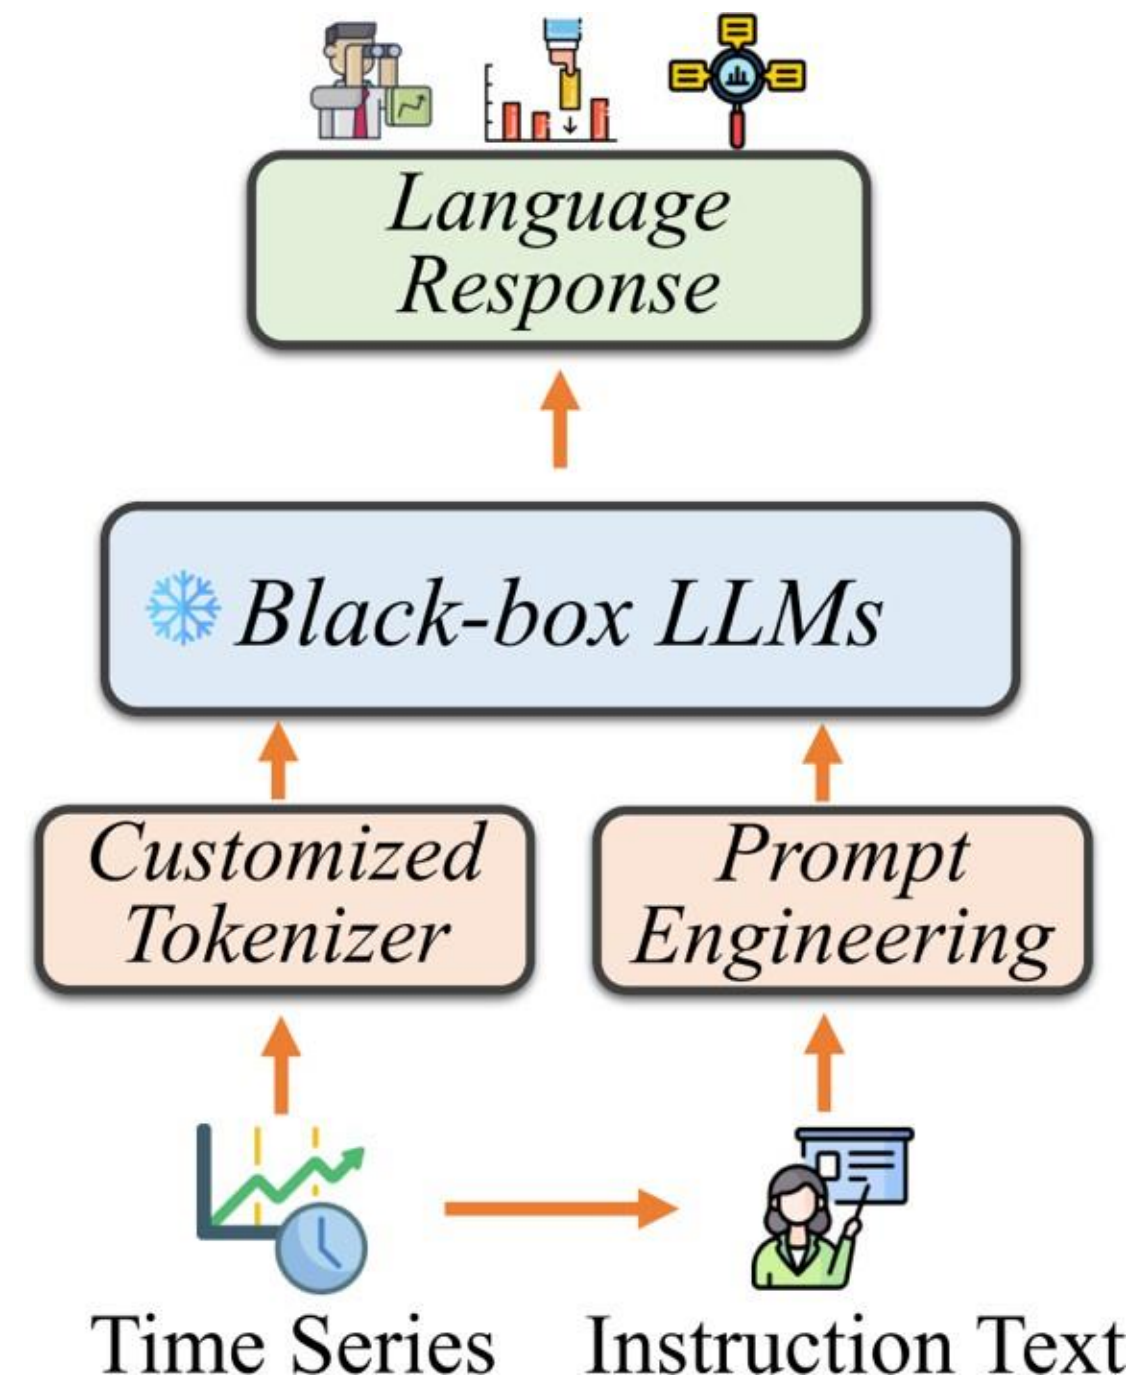 Language
Response
Black-box LLMs
Customized
Tokenizer
Prompt
Engineering
Time Series
Instruction Text